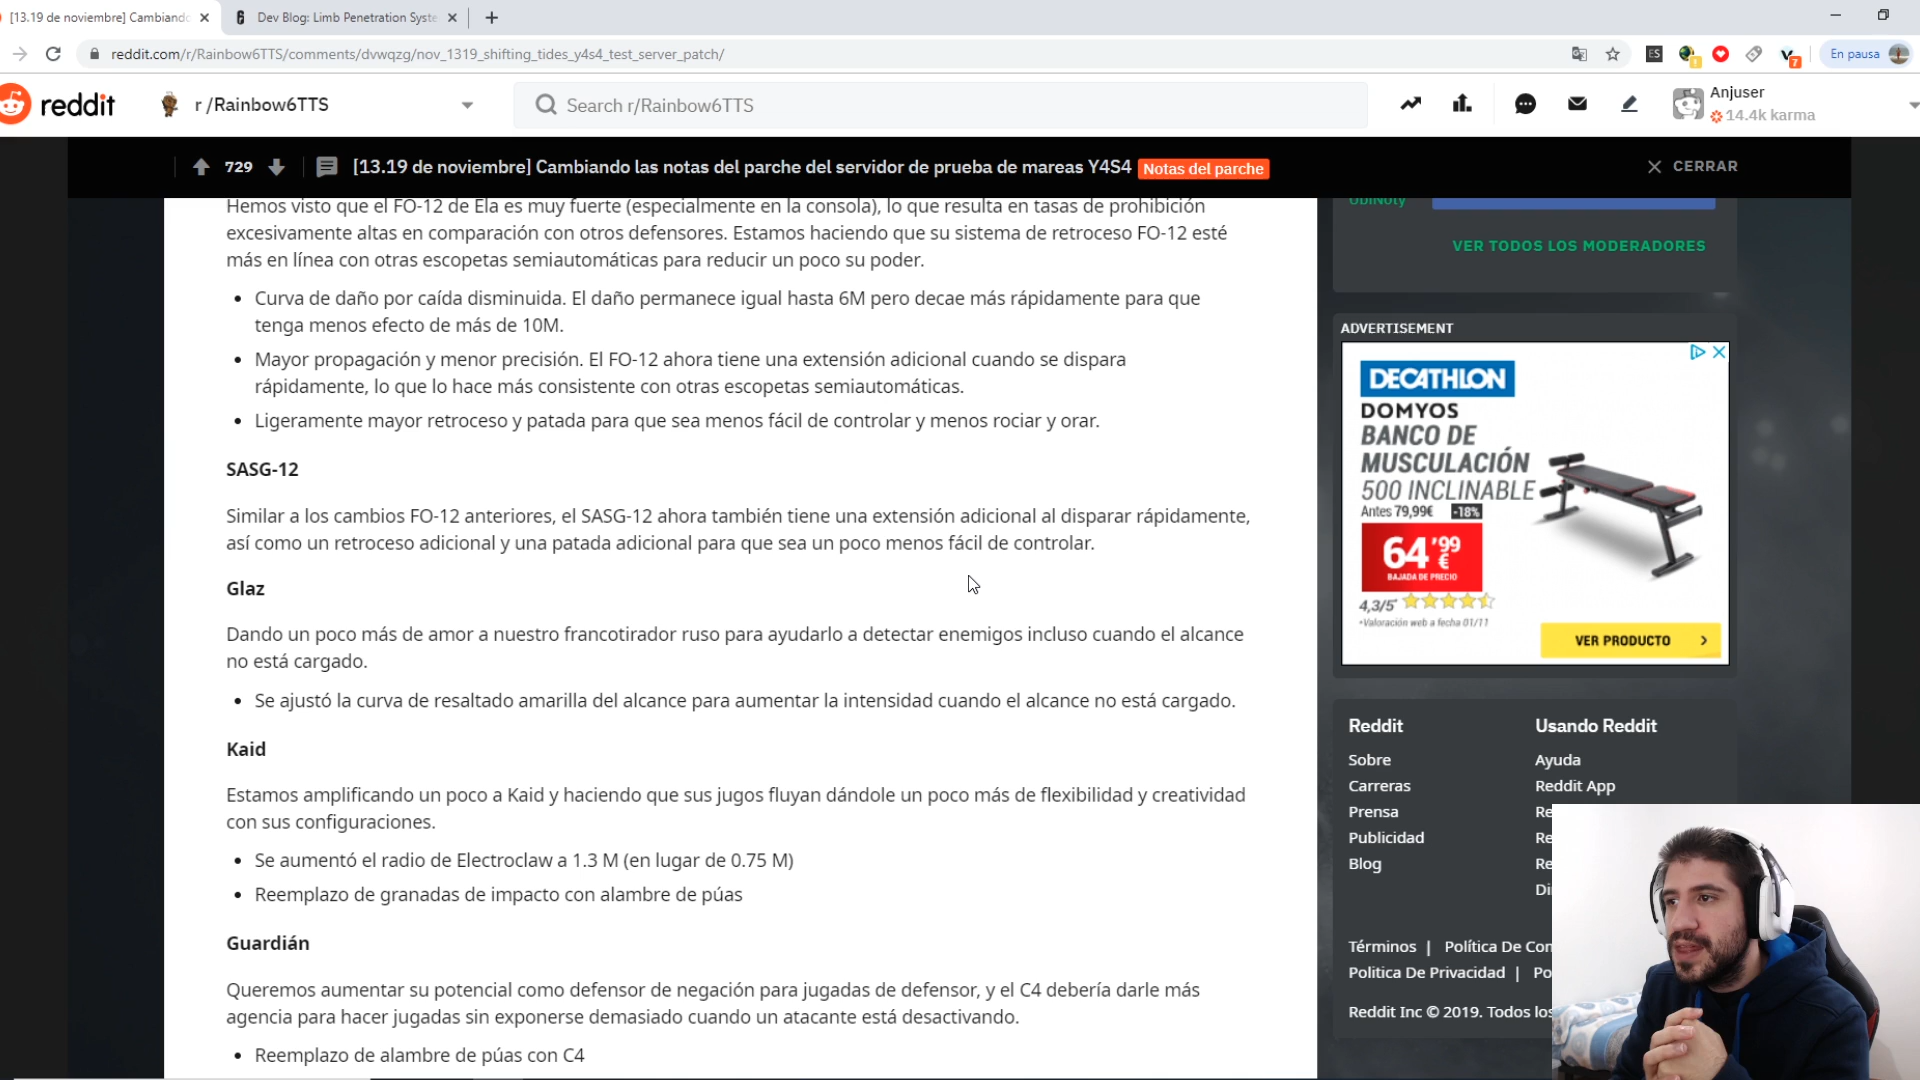 [13.19 de noviembre] Cambiando
Dev Blog: Limb Penetration Syste
reddit.com/r/Rainbow6TTS/comments/dvwqzg/nov_1319_shifting_tides_y4s4_test_server_patch/
ES
7
En pausa
reddit
r/Rainbow6TTS
Search r/Rainbow6TTS
Anjuser
14.4k karma
729
[13.19 de noviembre] Cambiando las notas del parche del servidor de prueba de mareas Y4S4
Notas del parche
CERRAR
Hemos visto que el FO-12 de Ela es muy fuerte (especialmente en la consola), lo que resulta en tasas de prohibición
excesivamente altas en comparación con otros defensores. Estamos haciendo que su sistema de retroceso FO-12 esté
más en línea con otras escopetas semiautomáticas para reducir un poco su poder.
• Curva de daño por caída disminuida. El daño permanece igual hasta 6M pero decae más rápidamente para que
tenga menos efecto de más de 10M.
• Mayor propagación y menor precisión. El FO-12 ahora tiene una extensión adicional cuando se dispara
rápidamente, lo que lo hace más consistente con otras escopetas semiautomáticas.
• Ligeramente mayor retroceso y patada para que sea menos fácil de controlar y menos rociar y orar.
SASG-12
Similar a los cambios FO-12 anteriores, el SASG-12 ahora también tiene una extensión adicional al disparar rápidamente,
así como un retroceso adicional y una patada adicional para que sea un poco menos fácil de controlar.
Glaz
Dando un poco más de amor a nuestro francotirador ruso para ayudarlo a detectar enemigos incluso cuando el alcance
no está cargado.
• Se ajustó la curva de resaltado amarilla del alcance para aumentar la intensidad cuando el alcance no está cargado.
Kaid
Estamos amplificando un poco a Kaid y haciendo que sus jugos fluyan dándole un poco más de flexibilidad y creatividad
con sus configuraciones.
• Se aumentó el radio de Electroclaw a 1.3 M (en lugar de 0.75 M)
• Reemplazo de granadas de impacto con alambre de púas
Guardián
Queremos aumentar su potencial como defensor de negación para jugadas de defensor, y el C4 debería darle más
agencia para hacer jugadas sin exponerse demasiado cuando un atacante está desactivando.
• Reemplazo de alambre de púas con C4
UbiNoty
VER TODOS LOS MODERADORES
ADVERTISEMENT
DECATHLON
DOMYOS
BANCO DE
MUSCULACIÓN
500 INCLINABLE
Antes 79,99€ -18%
64'99 €
BAJADA DE PRECIO
4,3/5*
*Valoración web a fecha 01/11
VER PRODUCTO
Reddit
Usando Reddit
Sobre
Ayuda
Carreras
Reddit App
Prensa
Re
Publicidad
Re
Blog
Re
Di
Términos | Política De Con
Politica De Privacidad | Po
Reddit Inc © 2019. Todos los